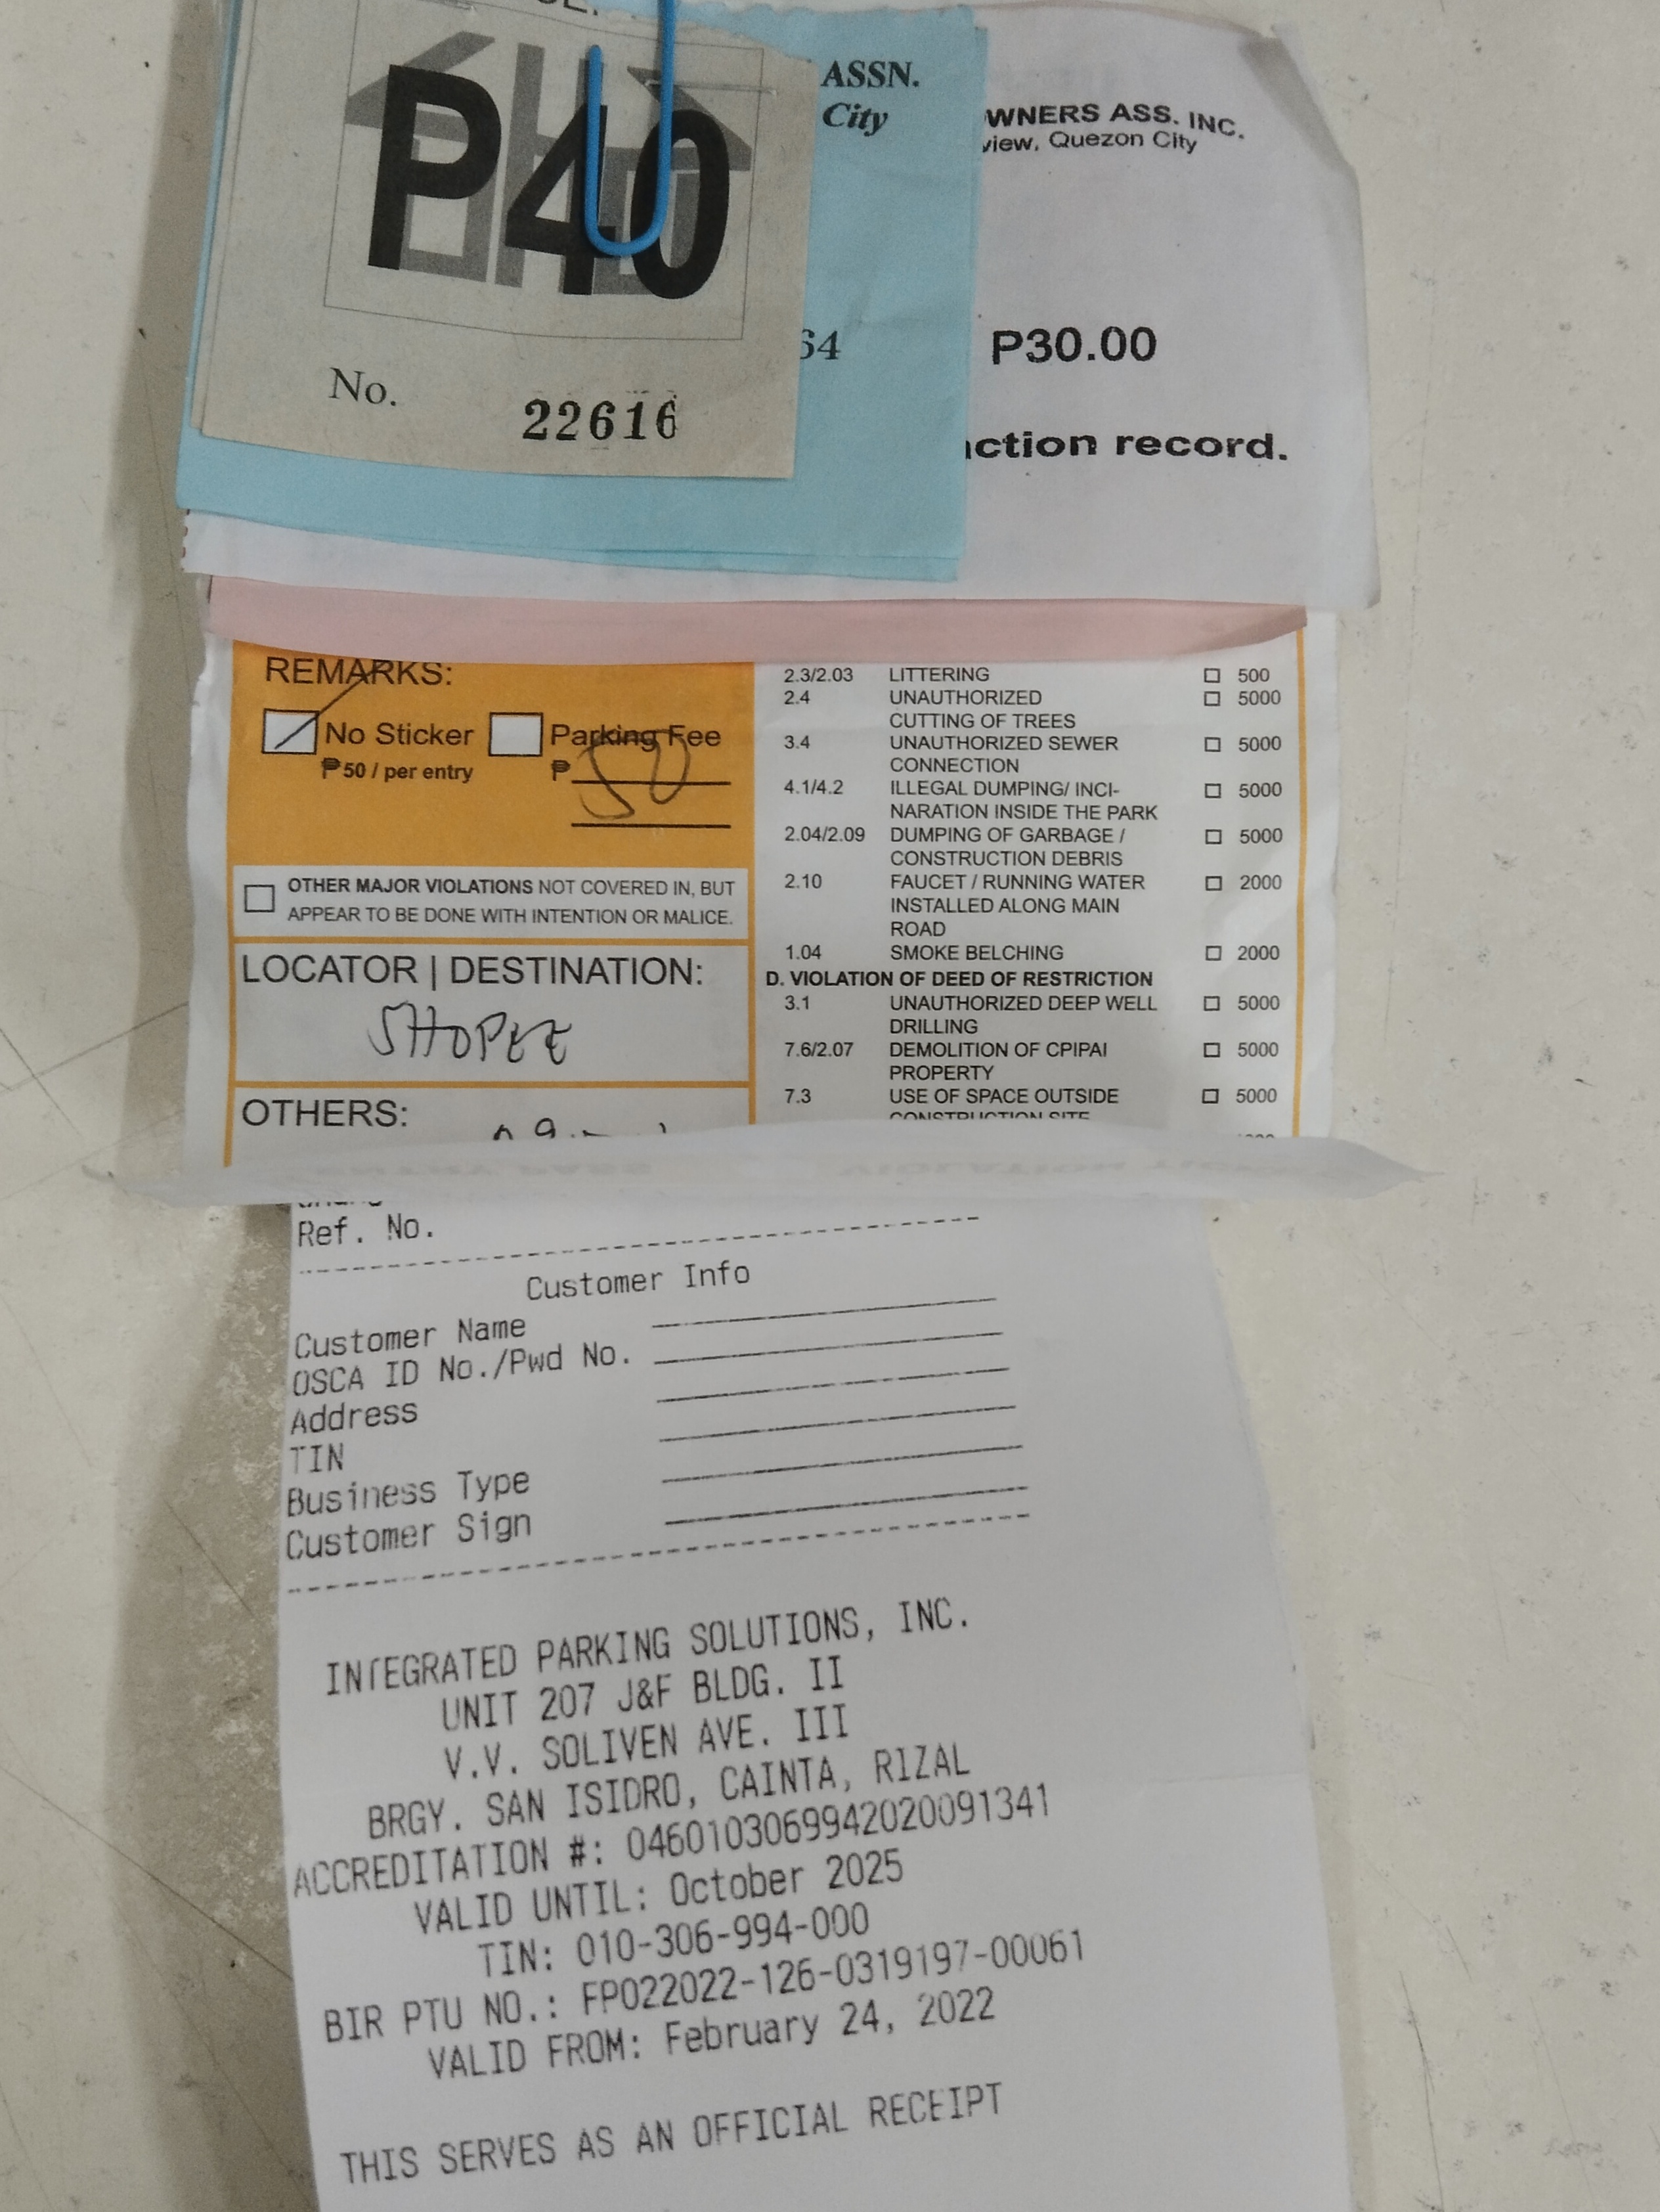 P40
No. 22616
ASSN.
City
64
OWNERS ASS. INC.
view, Quezon City
P30.00
action record.
REMARKS:
No Sticker
₱50 / per entry
Parking Fee
₱ 50
OTHER MAJOR VIOLATIONS NOT COVERED IN, BUT
APPEAR TO BE DONE WITH INTENTION OR MALICE.
LOCATOR | DESTINATION:
SHOPEE
OTHERS:
2.3/2.03 LITTERING 500
2.4 UNAUTHORIZED 5000
CUTTING OF TREES
3.4 UNAUTHORIZED SEWER 5000
CONNECTION
4.1/4.2 ILLEGAL DUMPING/ INCI- 5000
NARATION INSIDE THE PARK
2.04/2.09 DUMPING OF GARBAGE / 5000
CONSTRUCTION DEBRIS
2.10 FAUCET / RUNNING WATER 2000
INSTALLED ALONG MAIN
ROAD
1.04 SMOKE BELCHING 2000
D. VIOLATION OF DEED OF RESTRICTION
3.1 UNAUTHORIZED DEEP WELL 5000
DRILLING
7.6/2.07 DEMOLITION OF CPIPAI 5000
PROPERTY
7.3 USE OF SPACE OUTSIDE 5000
CONSTRUCTION SITE
Ref. No.
Customer Info
Customer Name
OSCA ID No./Pwd No.
Address
TIN
Business Type
Customer Sign
INTEGRATED PARKING SOLUTIONS, INC.
UNIT 207 J&F BLDG. II
V.V. SOLIVEN AVE. III
BRGY. SAN ISIDRO, CAINTA, RIZAL
ACCREDITATION #: 0460103069942020091341
VALID UNTIL: October 2025
TIN: 010-306-994-000
BIR PTU NO.: FP022022-126-0319197-00061
VALID FROM: February 24, 2022
THIS SERVES AS AN OFFICIAL RECEIPT